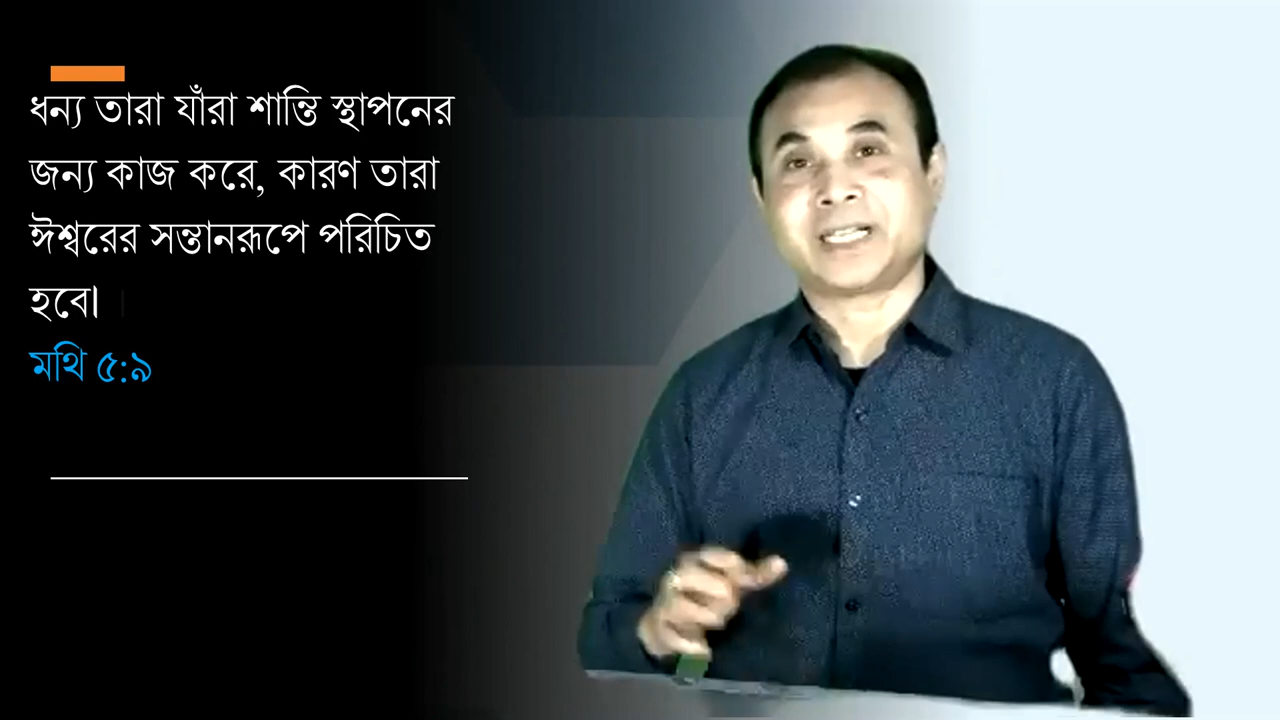 ধন্য তারা যাঁরা শান্তি স্থাপনের
জন্য কাজ করে, কারণ তারা
ঈশ্বরের সন্তানরূপে পরিচিত
হবে।
মথি ৫:৯